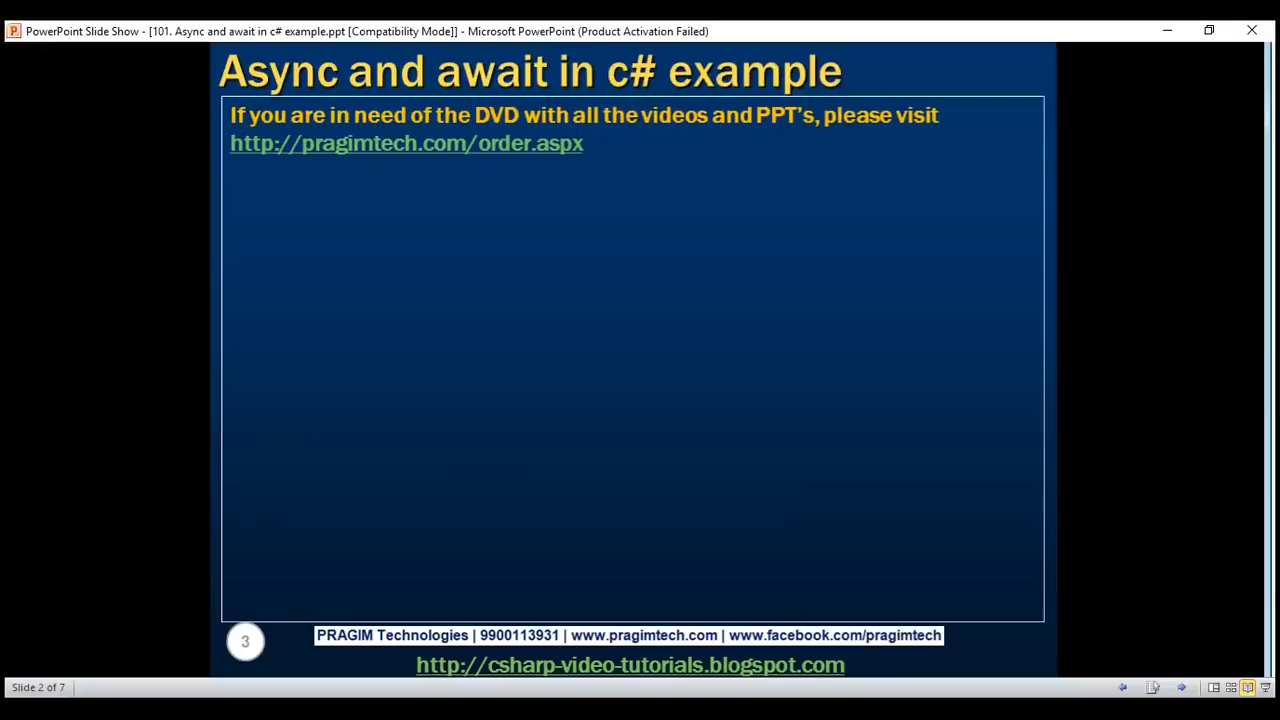 PowerPoint Slide Show - [101. Async and await in c# example.ppt [Compatibility Mode]] - Microsoft PowerPoint (Product Activation Failed)
Async and await in c# example
If you are in need of the DVD with all the videos and PPT's, please visit
http://pragimtech.com/order.aspx
3
PRAGIM Technologies | 9900113931 | www.pragimtech.com | www.facebook.com/pragimtech
http://csharp-video-tutorials.blogspot.com
Slide 2 of 7